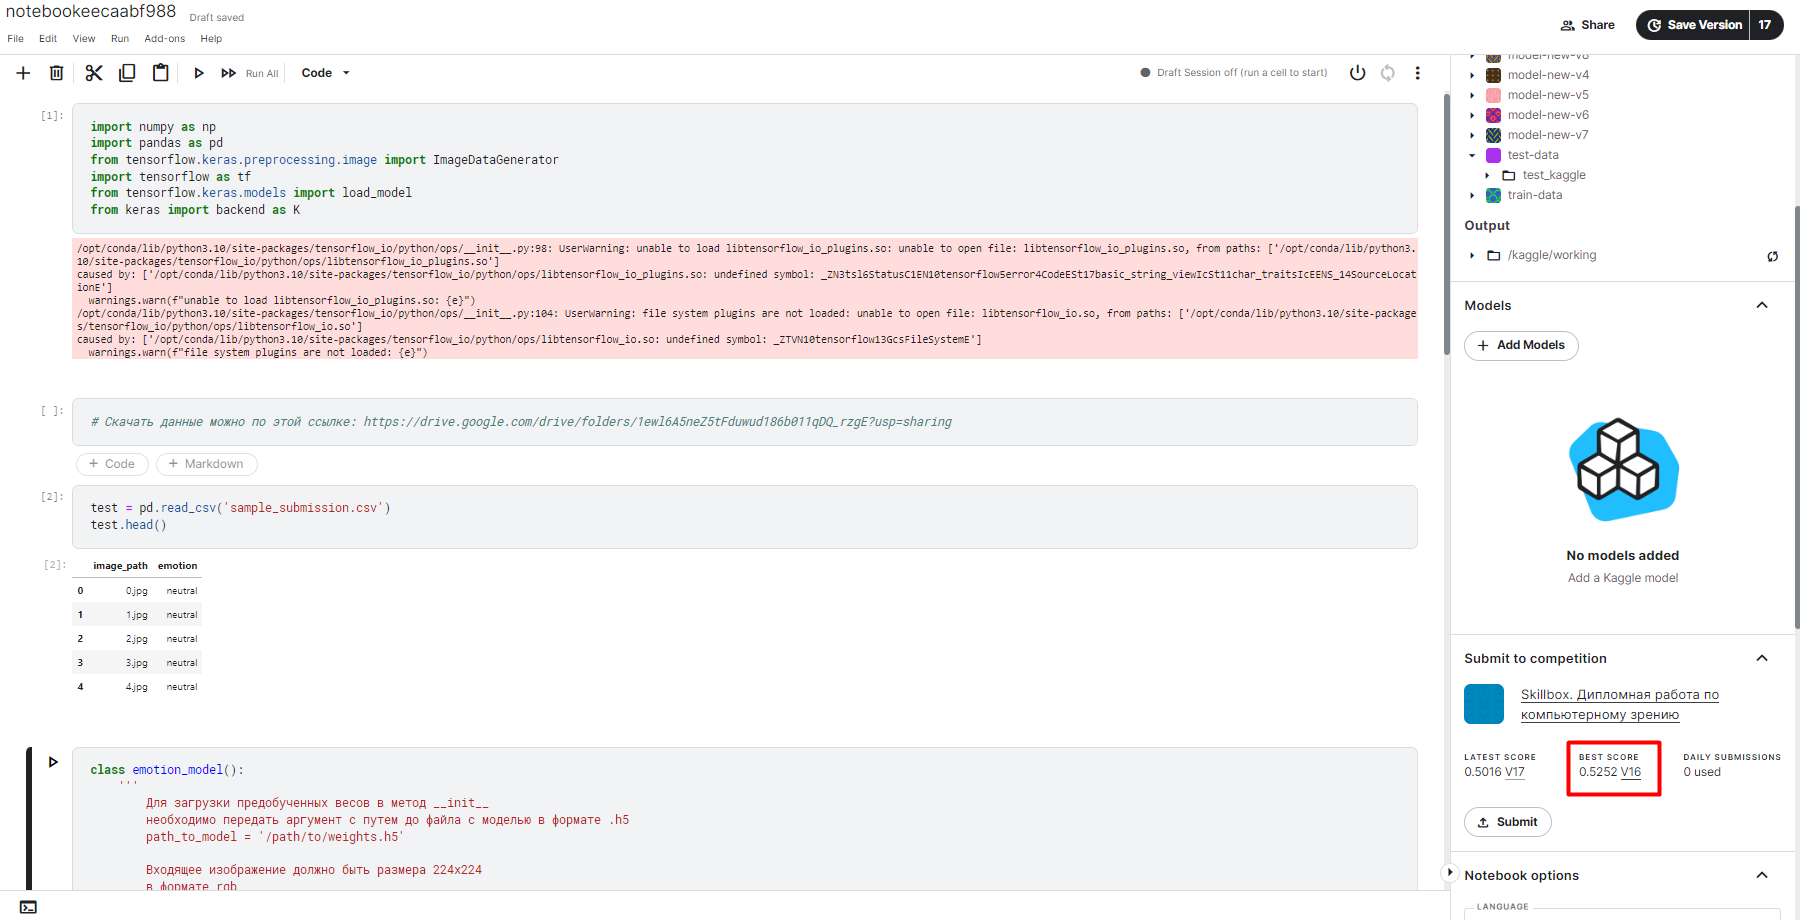 notebookeecaabf988
Draft saved
File Edit View Run Add-ons Help
Share
Save Version 17
Run All
Code
Draft Session off (run a cell to start)
[1]:
import numpy as np
import pandas as pd
from tensorflow.keras.preprocessing.image import ImageDataGenerator
import tensorflow as tf
from tensorflow.keras.models import load_model
from keras import backend as K
/opt/conda/lib/python3.10/site-packages/tensorflow_io/python/ops/__init__.py:98: UserWarning: unable to load libtensorflow_io_plugins.so: unable to open file: libtensorflow_io_plugins.so, from paths: ['/opt/conda/lib/python3.
10/site-packages/tensorflow_io/python/ops/libtensorflow_io_plugins.so']
caused by: ['/opt/conda/lib/python3.10/site-packages/tensorflow_io/python/ops/libtensorflow_io_plugins.so: undefined symbol: _ZN3tsl6StatusC1EN10tensorflow5error4CodeESt17basic_string_viewIcSt11char_traitsIcEENS_14SourceLocat
ionE']
warnings.warn(f"unable to load libtensorflow_io_plugins.so: {e}")
/opt/conda/lib/python3.10/site-packages/tensorflow_io/python/ops/__init__.py:104: UserWarning: file system plugins are not loaded: unable to open file: libtensorflow_io.so, from paths: ['/opt/conda/lib/python3.10/site-package
s/tensorflow_io/python/ops/libtensorflow_io.so']
caused by: ['/opt/conda/lib/python3.10/site-packages/tensorflow_io/python/ops/libtensorflow_io.so: undefined symbol: _ZTVN10tensorflow13GcsFileSystemE']
warnings.warn(f"file system plugins are not loaded: {e}")
[ ]:
# Скачать данные можно по этой ссылке: https://drive.google.com/drive/folders/1ewl6A5neZ5tFduwud186b011qDQ_rzgE?usp=sharing
+ Code + Markdown
[2]:
test = pd.read_csv('sample_submission.csv')
test.head()
[2]:
image_path emotion
0 0.jpg neutral
1 1.jpg neutral
2 2.jpg neutral
3 3.jpg neutral
4 4.jpg neutral
class emotion_model():
'''
Для загрузки предобученных весов в метод __init__
необходимо передать аргумент с путем до файла с моделью в формате .h5
path_to_model = '/path/to/weights.h5'
Входящее изображение должно быть размера 224x224
в формате rgb
model-new-v8
model-new-v4
model-new-v5
model-new-v6
model-new-v7
test-data
test_kaggle
train-data
Output
/kaggle/working
Models
+ Add Models
No models added
Add a Kaggle model
Submit to competition
Skillbox. Дипломная работа по
компьютерному зрению
LATEST SCORE
0.5016 V17
BEST SCORE
0.5252 V16
DAILY SUBMISSIONS
0 used
Submit
Notebook options
LANGUAGE